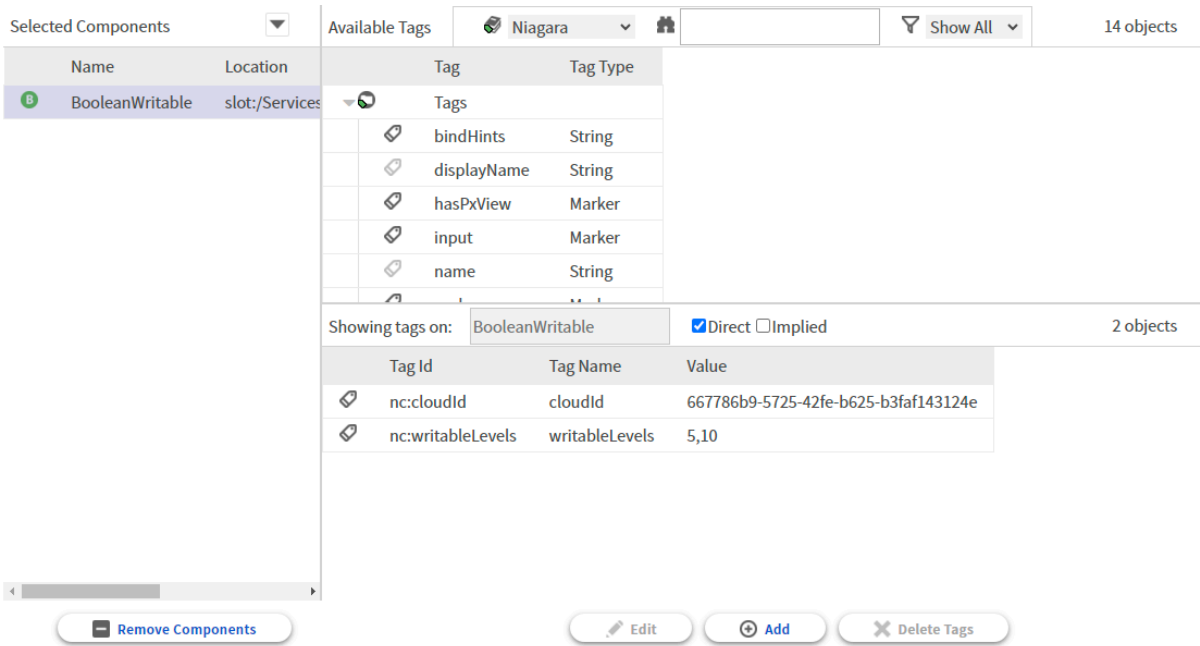 Selected Components
Available Tags Niagara Show All 14 objects
Name Location
B BooleanWritable slot:/Services
Tag Tag Type
Tags
bindHints String
displayName String
hasPxView Marker
input Marker
name String
Showing tags on: BooleanWritable Direct Implied 2 objects
Tag Id Tag Name Value
nc:cloudId cloudId 667786b9-5725-42fe-b625-b3faf143124e
nc:writableLevels writableLevels 5,10
Remove Components Edit Add Delete Tags